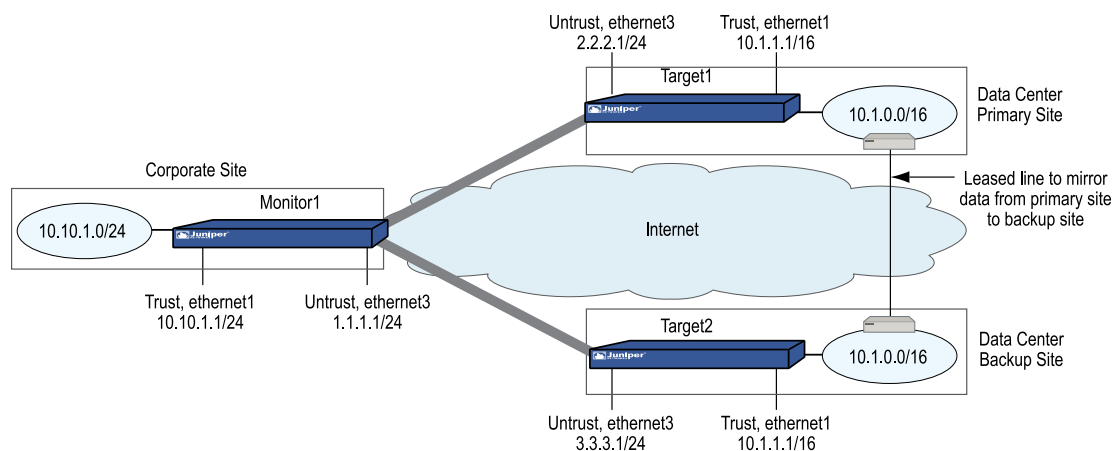 Untrust, ethernet3
2.2.2.1/24
Trust, ethernet1
10.1.1.1/16
Target1
Juniper
10.1.0.0/16
Data Center
Primary Site
Corporate Site
Monitor1
10.10.1.0/24
Juniper
Internet
Leased line to mirror
data from primary site
to backup site
Trust, ethernet1
10.10.1.1/24
Untrust, ethernet3
1.1.1.1/24
Target2
Juniper
10.1.0.0/16
Data Center
Backup Site
Untrust, ethernet3
3.3.3.1/24
Trust, ethernet1
10.1.1.1/16